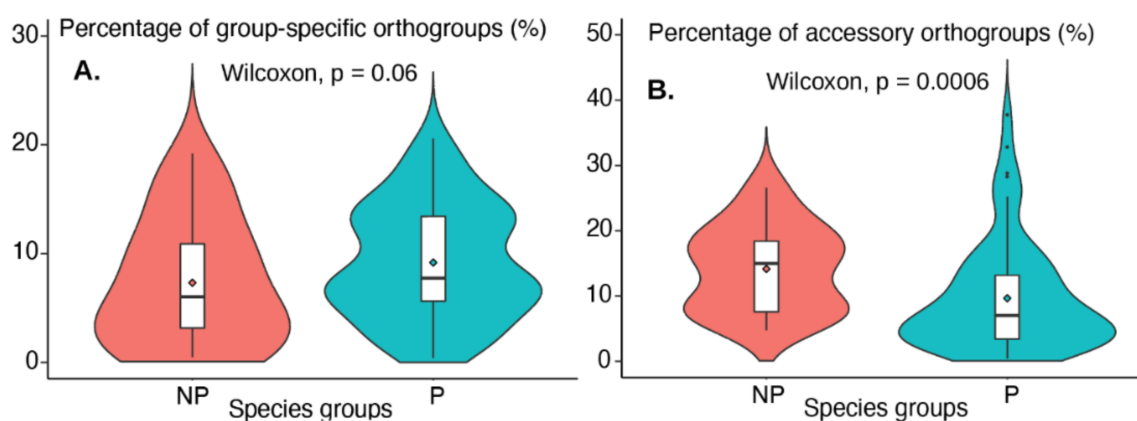 Percentage of group-specific orthogroups (%)
A.
Wilcoxon, p = 0.06
30
20
10
0
NP
P
Species groups
Percentage of accessory orthogroups (%)
B.
Wilcoxon, p = 0.0006
50
40
30
20
10
0
NP
P
Species groups